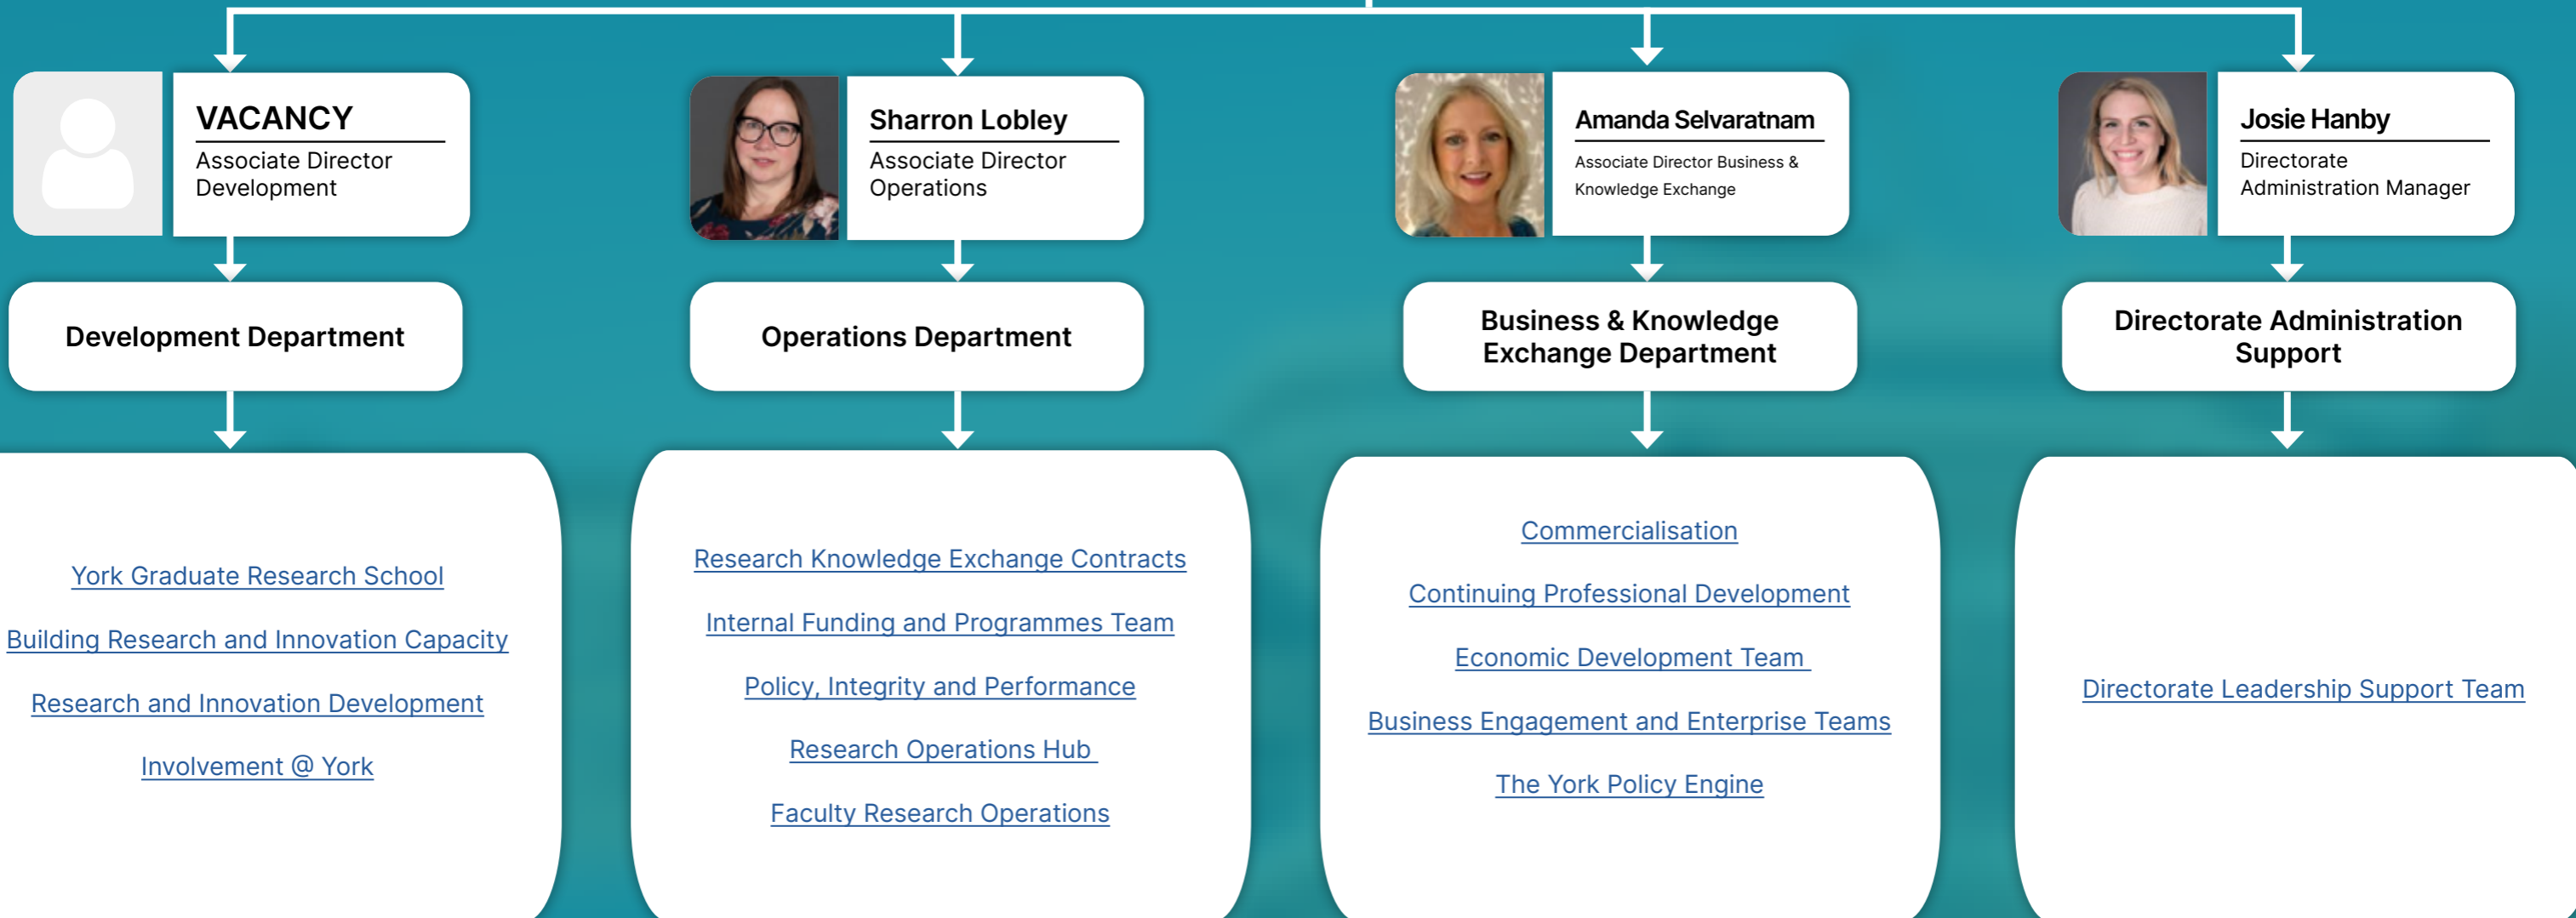 VACANCY
Associate Director
Development
Sharron Lobley
Associate Director
Operations
Amanda Selvaratnam
Associate Director Business &
Knowledge Exchange
Josie Hanby
Directorate
Administration Manager
Development Department
Operations Department
Business & Knowledge
Exchange Department
Directorate Administration
Support
York Graduate Research School
Building Research and Innovation Capacity
Research and Innovation Development
Involvement @ York
Research Knowledge Exchange Contracts
Internal Funding and Programmes Team
Policy, Integrity and Performance
Research Operations Hub
Faculty Research Operations
Commercialisation
Continuing Professional Development
Economic Development Team
Business Engagement and Enterprise Teams
The York Policy Engine
Directorate Leadership Support Team